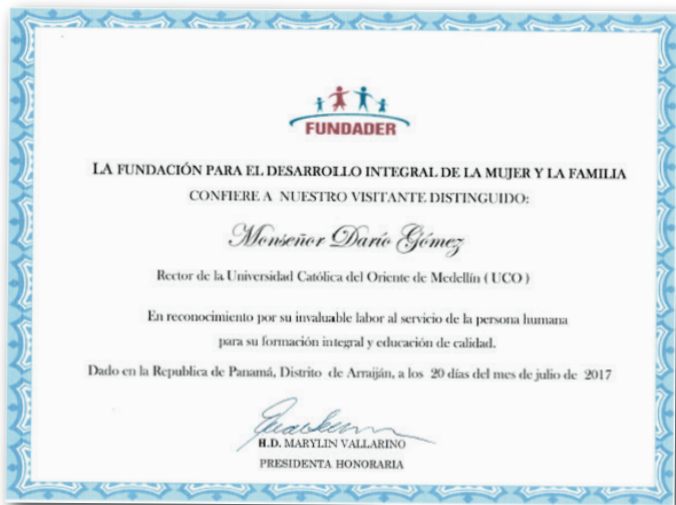 FUNDADER
LA FUNDACIÓN PARA EL DESARROLLO INTEGRAL DE LA MUJER Y LA FAMILIA
CONFIERE A NUESTRO VISITANTE DISTINGUIDO:
Monseñor Darío Gómez
Rector de la Universidad Católica del Oriente de Medellín ( UCO )
En reconocimiento por su invaluable labor al servicio de la persona humana
para su formación integral y educación de calidad.
Dado en la Republica de Panamá, Distrito de Arraiján, a los 20 días del mes de julio de 2017
H.D. MARYLIN VALLARINO
PRESIDENTA HONORARIA